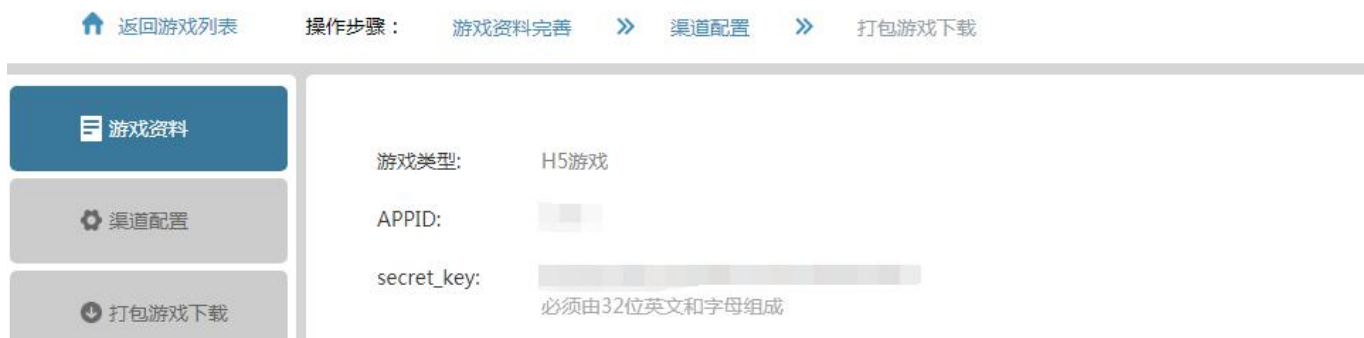 返回游戏列表 操作步骤： 游戏资料完善 » 渠道配置 » 打包游戏下载
游戏资料
渠道配置
打包游戏下载
游戏类型: H5游戏
APPID:
secret_key:
必须由32位英文和字母组成